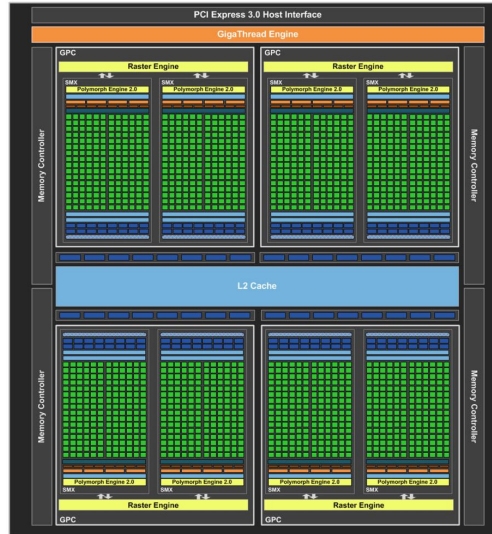 PCI Express 3.0 Host Interface
GigaThread Engine
GPC
Raster Engine
SMX
Polymorph Engine 2.0
SMX
Polymorph Engine 2.0
GPC
Raster Engine
SMX
Polymorph Engine 2.0
SMX
Polymorph Engine 2.0
Memory Controller
Memory Controller
L2 Cache
Memory Controller
Memory Controller
Polymorph Engine 2.0
SMX
Polymorph Engine 2.0
SMX
Raster Engine
GPC
Polymorph Engine 2.0
SMX
Polymorph Engine 2.0
SMX
Raster Engine
GPC